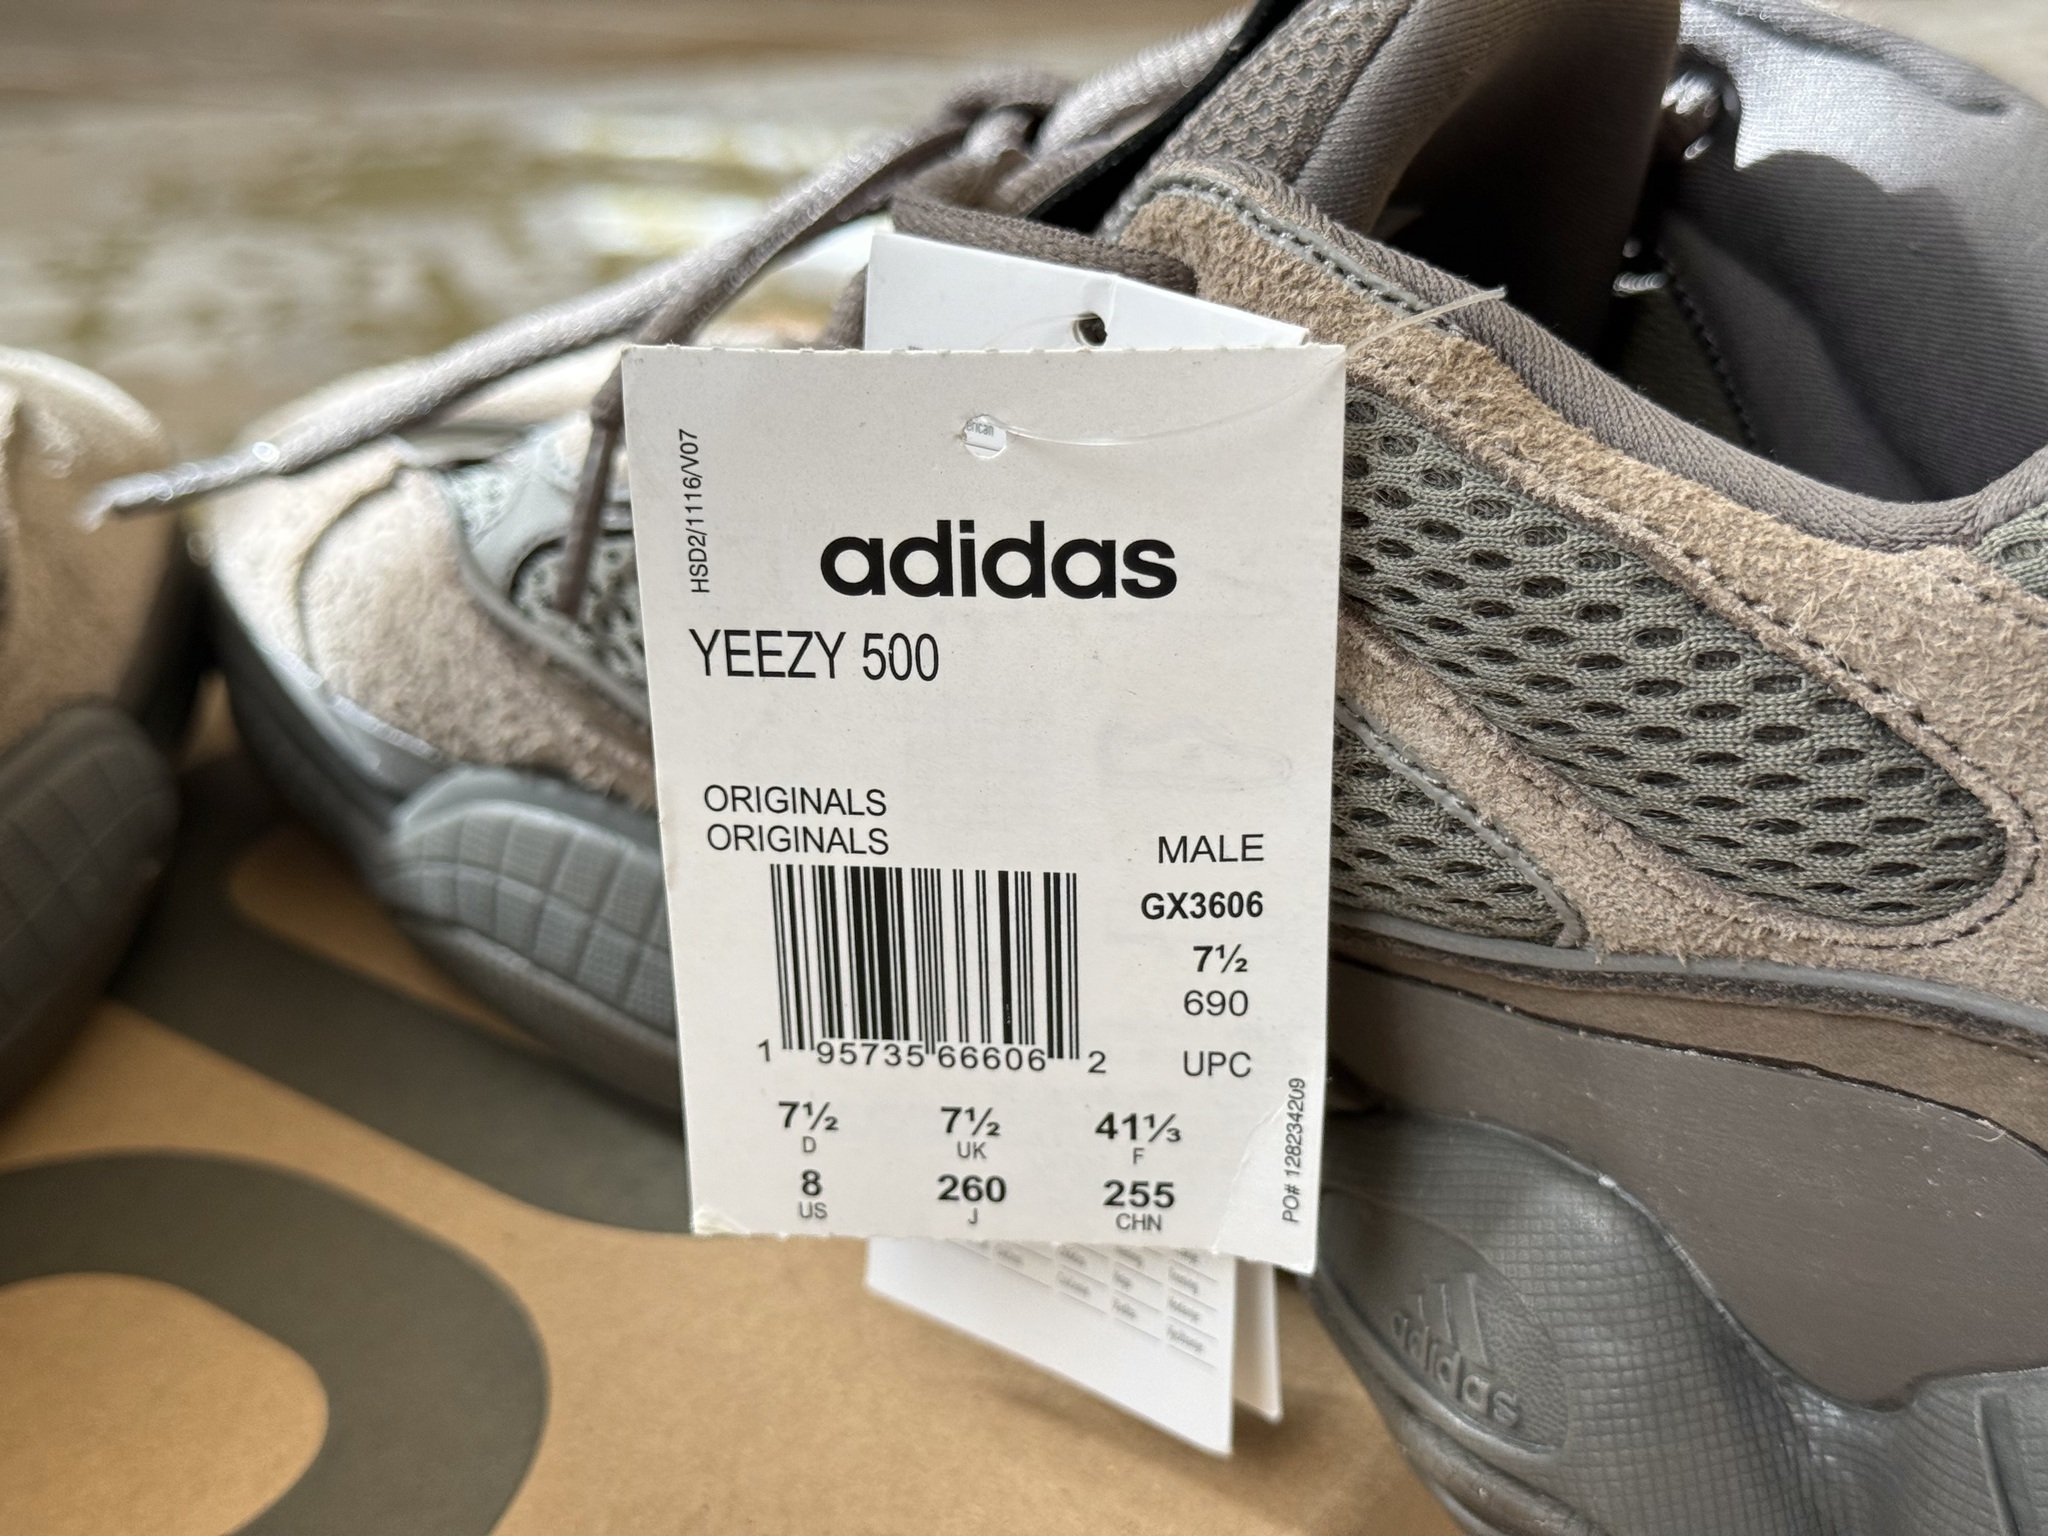 erican
HSD2/1116/V07
adidas
YEEZY 500
ORIGINALS
ORIGINALS
MALE
GX3606
7½
690
1 95735 66606 2
UPC
7½ 7½ 41⅓
D UK F
8 260 255
US J CHN
PO# 128234209
adidas